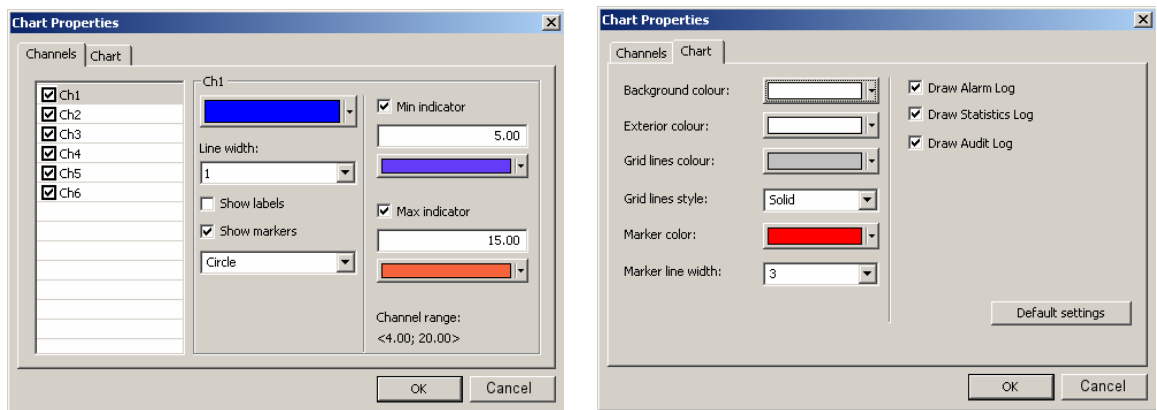 Chart Properties
Channels Chart
Ch1
Ch2
Ch3
Ch4
Ch5
Ch6
Ch1
Line width:
1
Show labels
Show markers
Circle
Min indicator
5.00
Max indicator
15.00
Channel range:
<4.00; 20.00>
OK Cancel
Chart Properties
Channels Chart
Background colour:
Exterior colour:
Grid lines colour:
Grid lines style: Solid
Marker color:
Marker line width: 3
Draw Alarm Log
Draw Statistics Log
Draw Audit Log
Default settings
OK Cancel